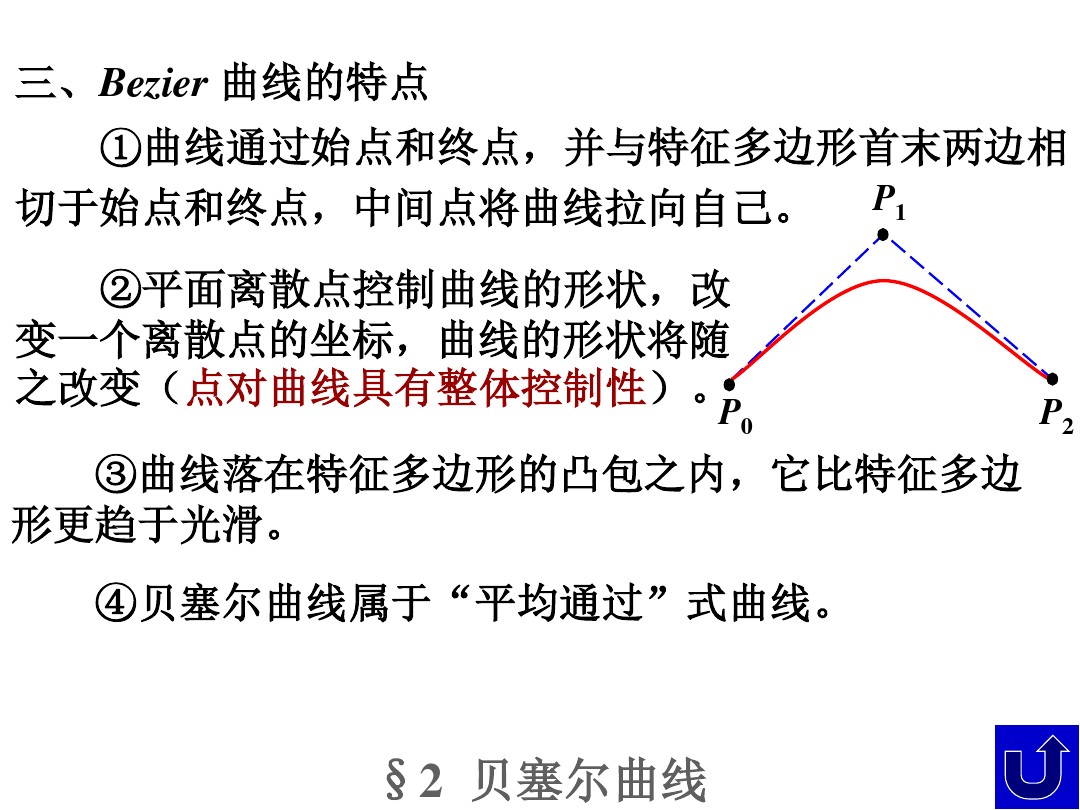 三、Bezier 曲线的特点
①曲线通过始点和终点，并与特征多边形首末两边相
切于始点和终点，中间点将曲线拉向自己。
P1
②平面离散点控制曲线的形状，改
变一个离散点的坐标，曲线的形状将随
之改变（点对曲线具有整体控制性）。
P0
P2
③曲线落在特征多边形的凸包之内，它比特征多边
形更趋于光滑。
④贝塞尔曲线属于“平均通过”式曲线。
§2 贝塞尔曲线